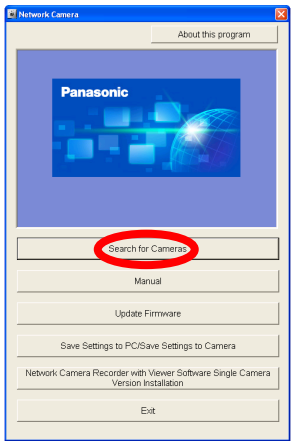 Network Camera
About this program
Panasonic
Search for Cameras
Manual
Update Firmware
Save Settings to PC/Save Settings to Camera
Network Camera Recorder with Viewer Software Single Camera
Version Installation
Exit